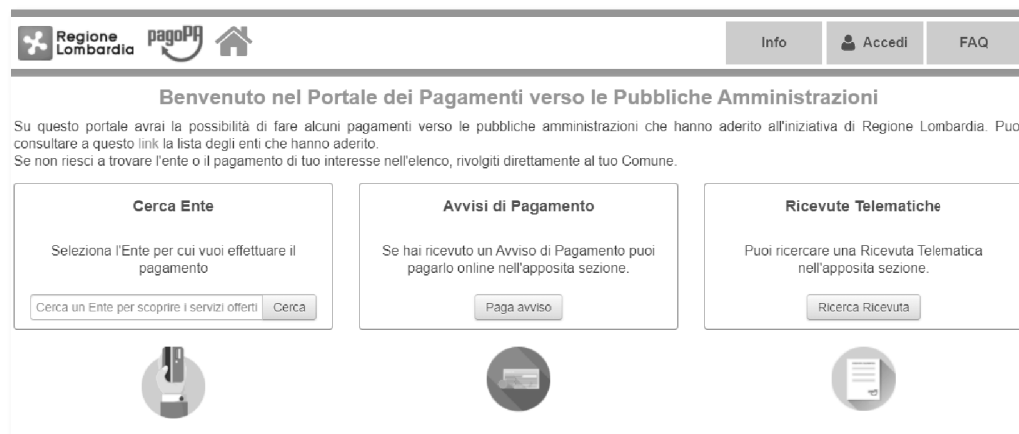 Regione
Lombardia
pagoPA
Info
Accedi
FAQ
Benvenuto nel Portale dei Pagamenti verso le Pubbliche Amministrazioni
Su questo portale avrai la possibilità di fare alcuni pagamenti verso le pubbliche amministrazioni che hanno aderito all'iniziativa di Regione Lombardia. Puo
consultare a questo link la lista degli enti che hanno aderito.
Se non riesci a trovare l'ente o il pagamento di tuo interesse nell'elenco, rivolgiti direttamente al tuo Comune.
Cerca Ente
Seleziona l'Ente per cui vuoi effettuare il
pagamento
Cerca un Ente per scoprire i servizi offerti
Cerca
Avvisi di Pagamento
Se hai ricevuto un Avviso di Pagamento puoi
pagarlo online nell'apposita sezione.
Paga avviso
Ricevute Telematiche
Puoi ricercare una Ricevuta Telematica
nell'apposita sezione.
Ricerca Ricevuta